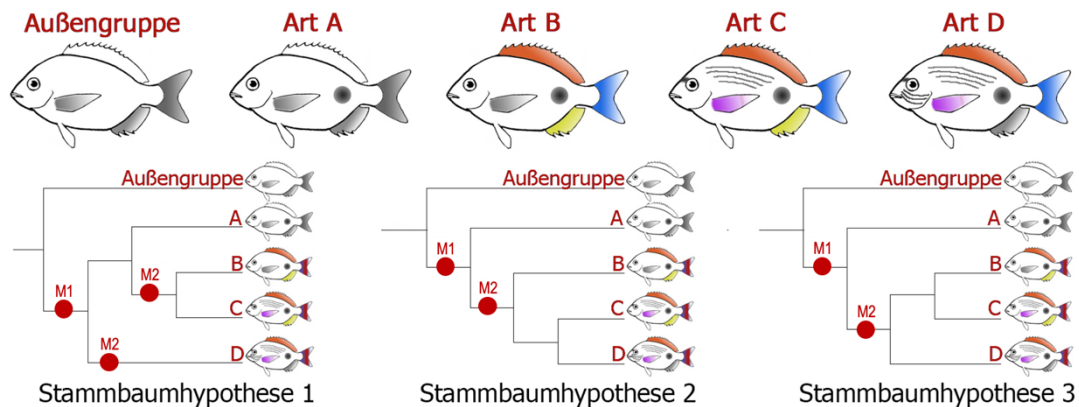 Außengruppe Art A Art B Art C Art D
Außengruppe
A
M2
B
M1
C
M2
D
Stammbaumhypothese 1
Außengruppe
A
M1
B
M2
C
D
Stammbaumhypothese 2
Außengruppe
A
M1
B
C
M2
D
Stammbaumhypothese 3